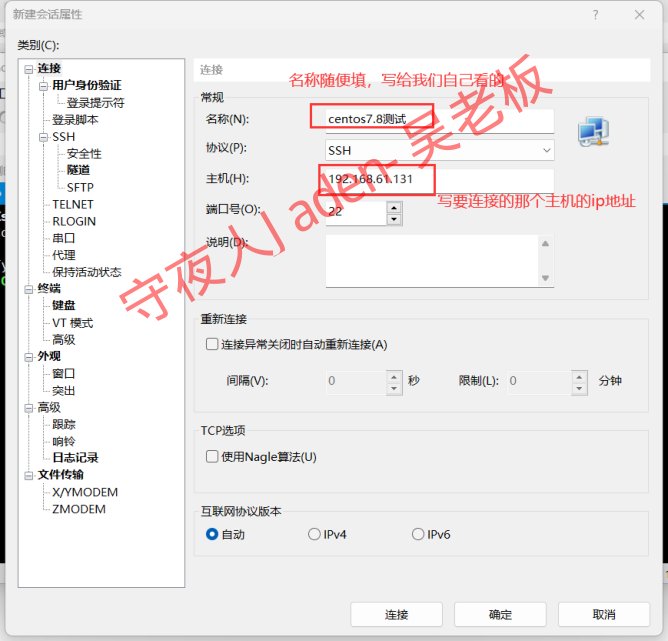 新建会话属性
类别(C):
连接
用户身份验证
登录提示符
登录脚本
SSH
安全性
隧道
SFTP
TELNET
RLOGIN
串口
代理
保持活动状态
终端
键盘
VT 模式
高级
外观
窗口
突出
高级
跟踪
响铃
日志记录
文件传输
X/YMODEM
ZMODEM
连接
名称随便填，写给我们自己看的
常规
名称(N):
centos7.8测试
协议(P):
SSH
主机(H):
192.168.61.131
写要连接的那个主机的ip地址
端口号(O):
22
说明(D):
守夜人J aden- 吴老板
重新连接
连接异常关闭时自动重新连接(A)
间隔(V):
0
秒
限制(L):
0
分钟
TCP选项
使用Nagle算法(U)
互联网协议版本
自动
IPv4
IPv6
连接
确定
取消